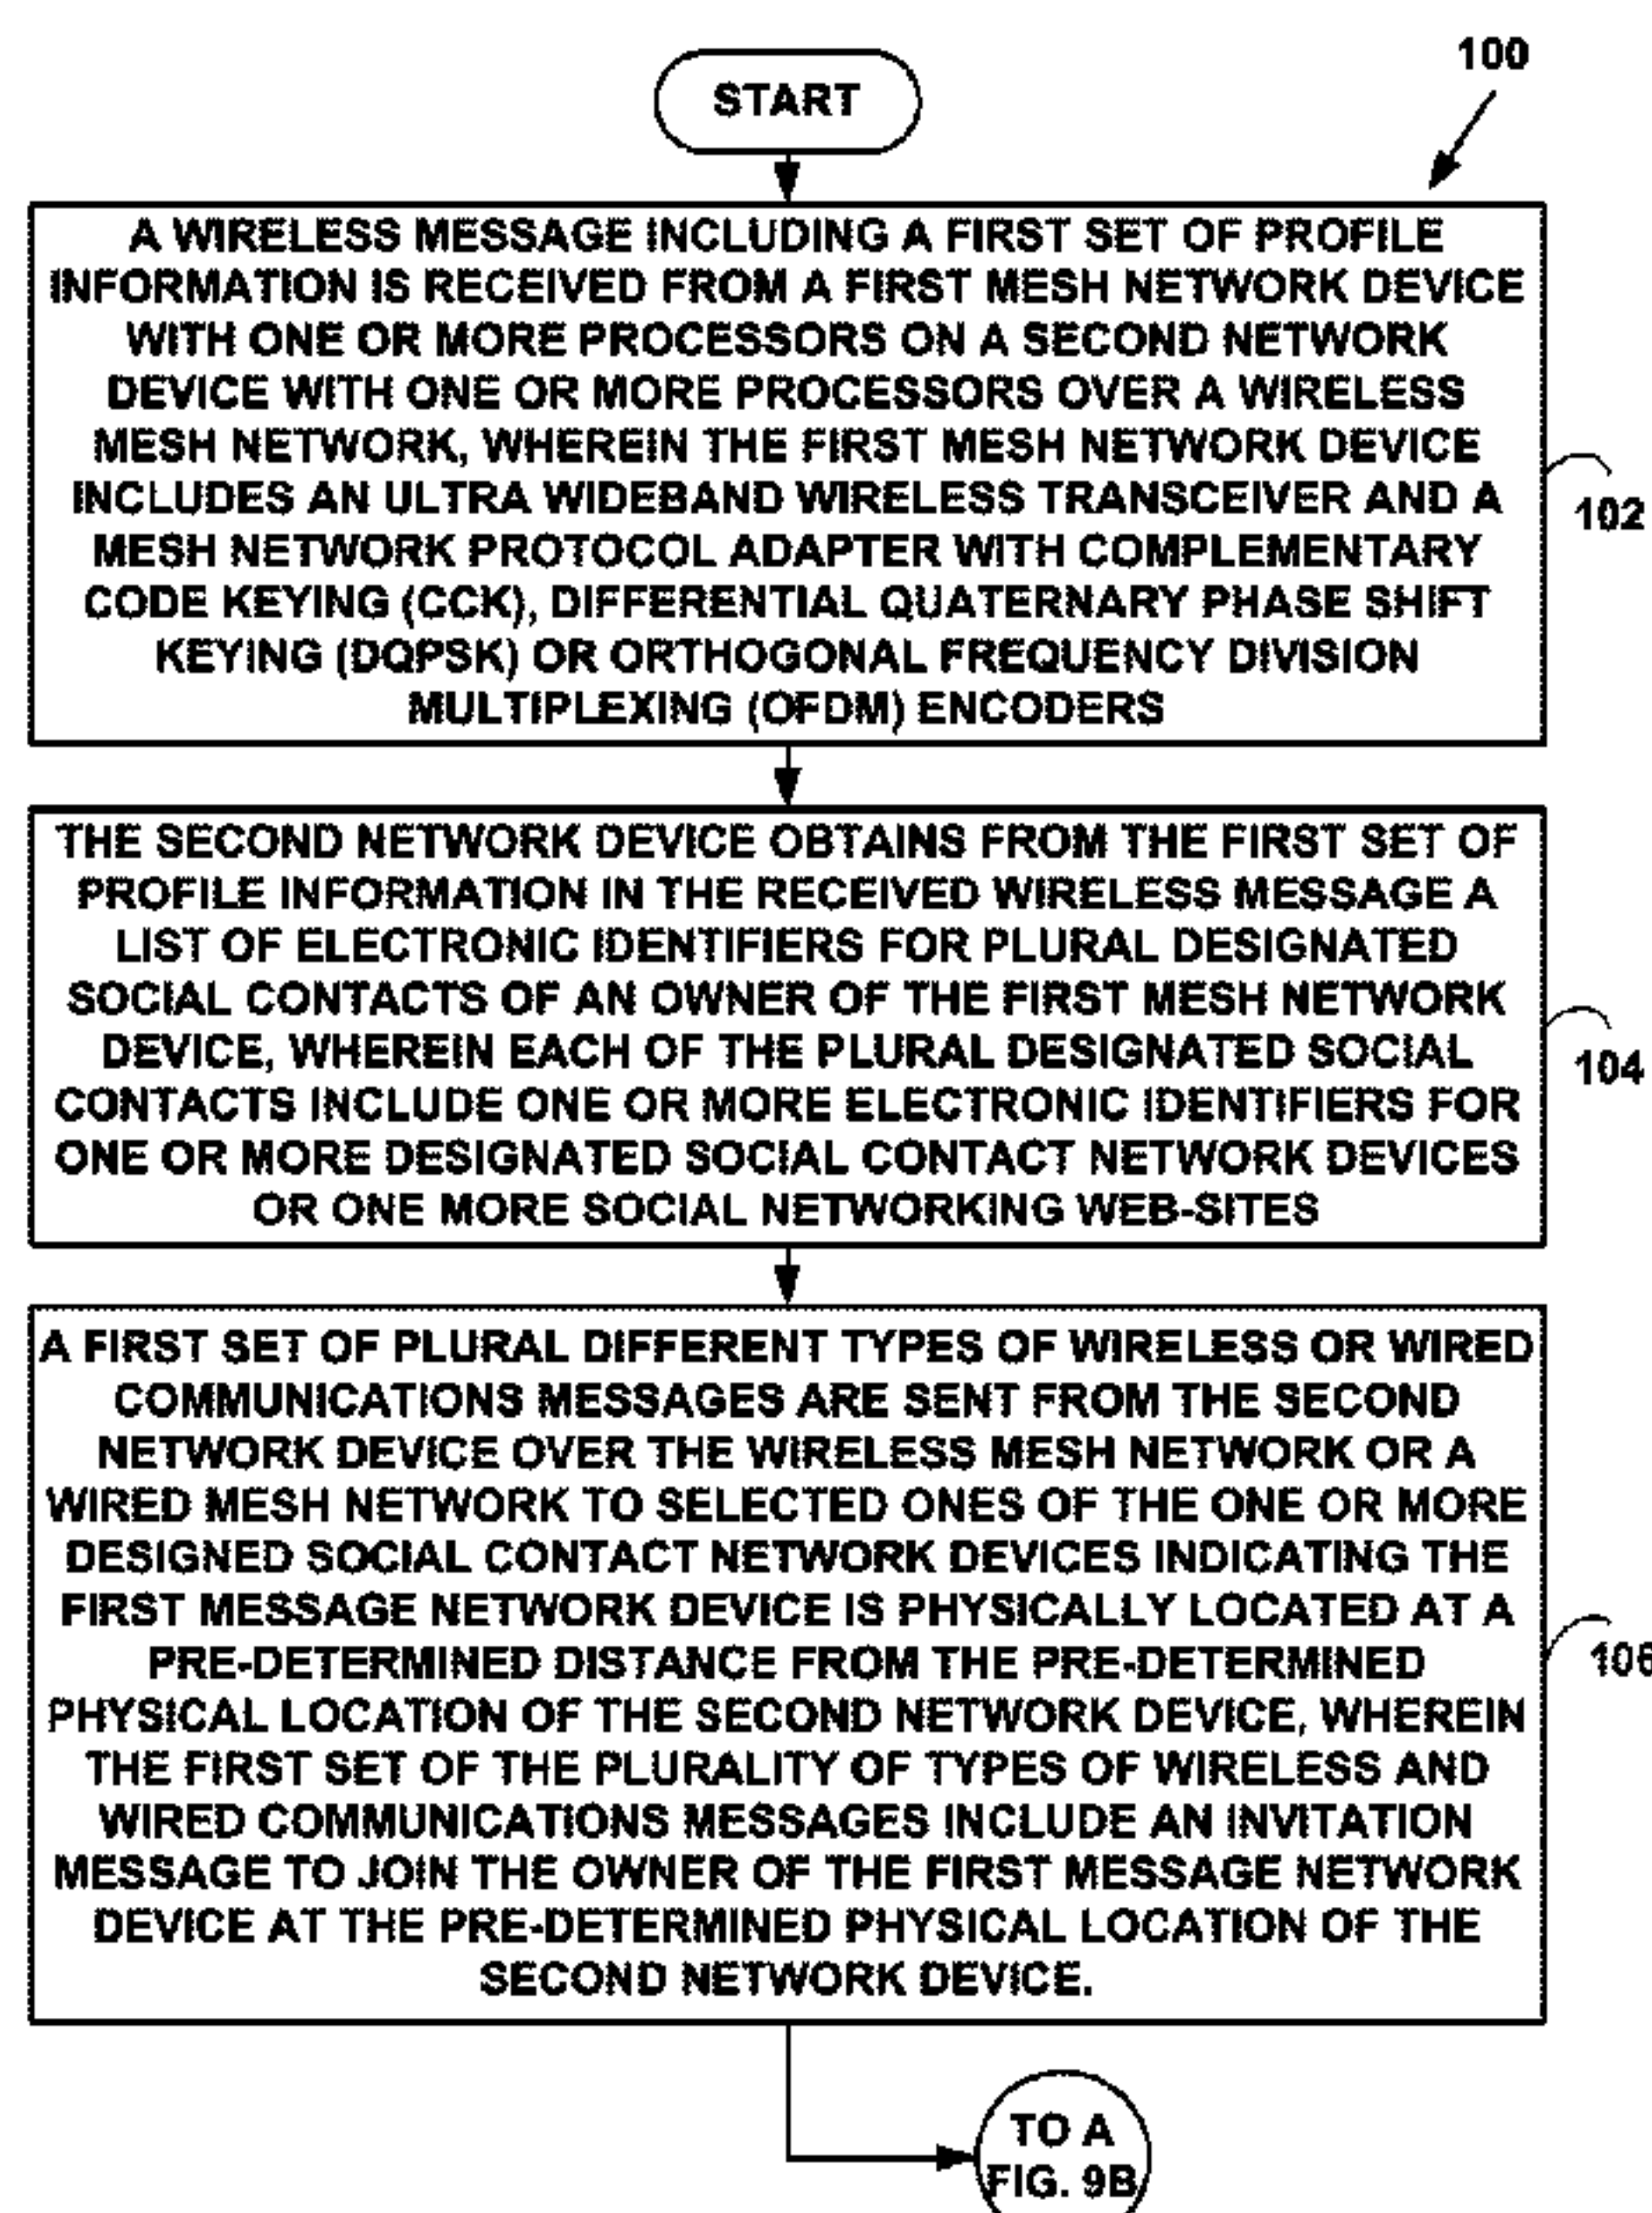 100
START
A WIRELESS MESSAGE INCLUDING A FIRST SET OF PROFILE
INFORMATION IS RECEIVED FROM A FIRST MESH NETWORK DEVICE
WITH ONE OR MORE PROCESSORS ON A SECOND NETWORK
DEVICE WITH ONE OR MORE PROCESSORS OVER A WIRELESS
MESH NETWORK, WHEREIN THE FIRST MESH NETWORK DEVICE
INCLUDES AN ULTRA WIDEBAND WIRELESS TRANSCEIVER AND A
MESH NETWORK PROTOCOL ADAPTER WITH COMPLEMENTARY
CODE KEYING (CCK), DIFFERENTIAL QUATERNARY PHASE SHIFT
KEYING (DQPSK) OR ORTHOGONAL FREQUENCY DIVISION
MULTIPLEXING (OFDM) ENCODERS
102
THE SECOND NETWORK DEVICE OBTAINS FROM THE FIRST SET OF
PROFILE INFORMATION IN THE RECEIVED WIRELESS MESSAGE A
LIST OF ELECTRONIC IDENTIFIERS FOR PLURAL DESIGNATED
SOCIAL CONTACTS OF AN OWNER OF THE FIRST MESH NETWORK
DEVICE, WHEREIN EACH OF THE PLURAL DESIGNATED SOCIAL
CONTACTS INCLUDE ONE OR MORE ELECTRONIC IDENTIFIERS FOR
ONE OR MORE DESIGNATED SOCIAL CONTACT NETWORK DEVICES
OR ONE MORE SOCIAL NETWORKING WEB-SITES
104
A FIRST SET OF PLURAL DIFFERENT TYPES OF WIRELESS OR WIRED
COMMUNICATIONS MESSAGES ARE SENT FROM THE SECOND
NETWORK DEVICE OVER THE WIRELESS MESH NETWORK OR A
WIRED MESH NETWORK TO SELECTED ONES OF THE ONE OR MORE
DESIGNED SOCIAL CONTACT NETWORK DEVICES INDICATING THE
FIRST MESSAGE NETWORK DEVICE IS PHYSICALLY LOCATED AT A
PRE-DETERMINED DISTANCE FROM THE PRE-DETERMINED
PHYSICAL LOCATION OF THE SECOND NETWORK DEVICE, WHEREIN
THE FIRST SET OF THE PLURALITY OF TYPES OF WIRELESS AND
WIRED COMMUNICATIONS MESSAGES INCLUDE AN INVITATION
MESSAGE TO JOIN THE OWNER OF THE FIRST MESSAGE NETWORK
DEVICE AT THE PRE-DETERMINED PHYSICAL LOCATION OF THE
SECOND NETWORK DEVICE.
106
TO A
FIG. 9B